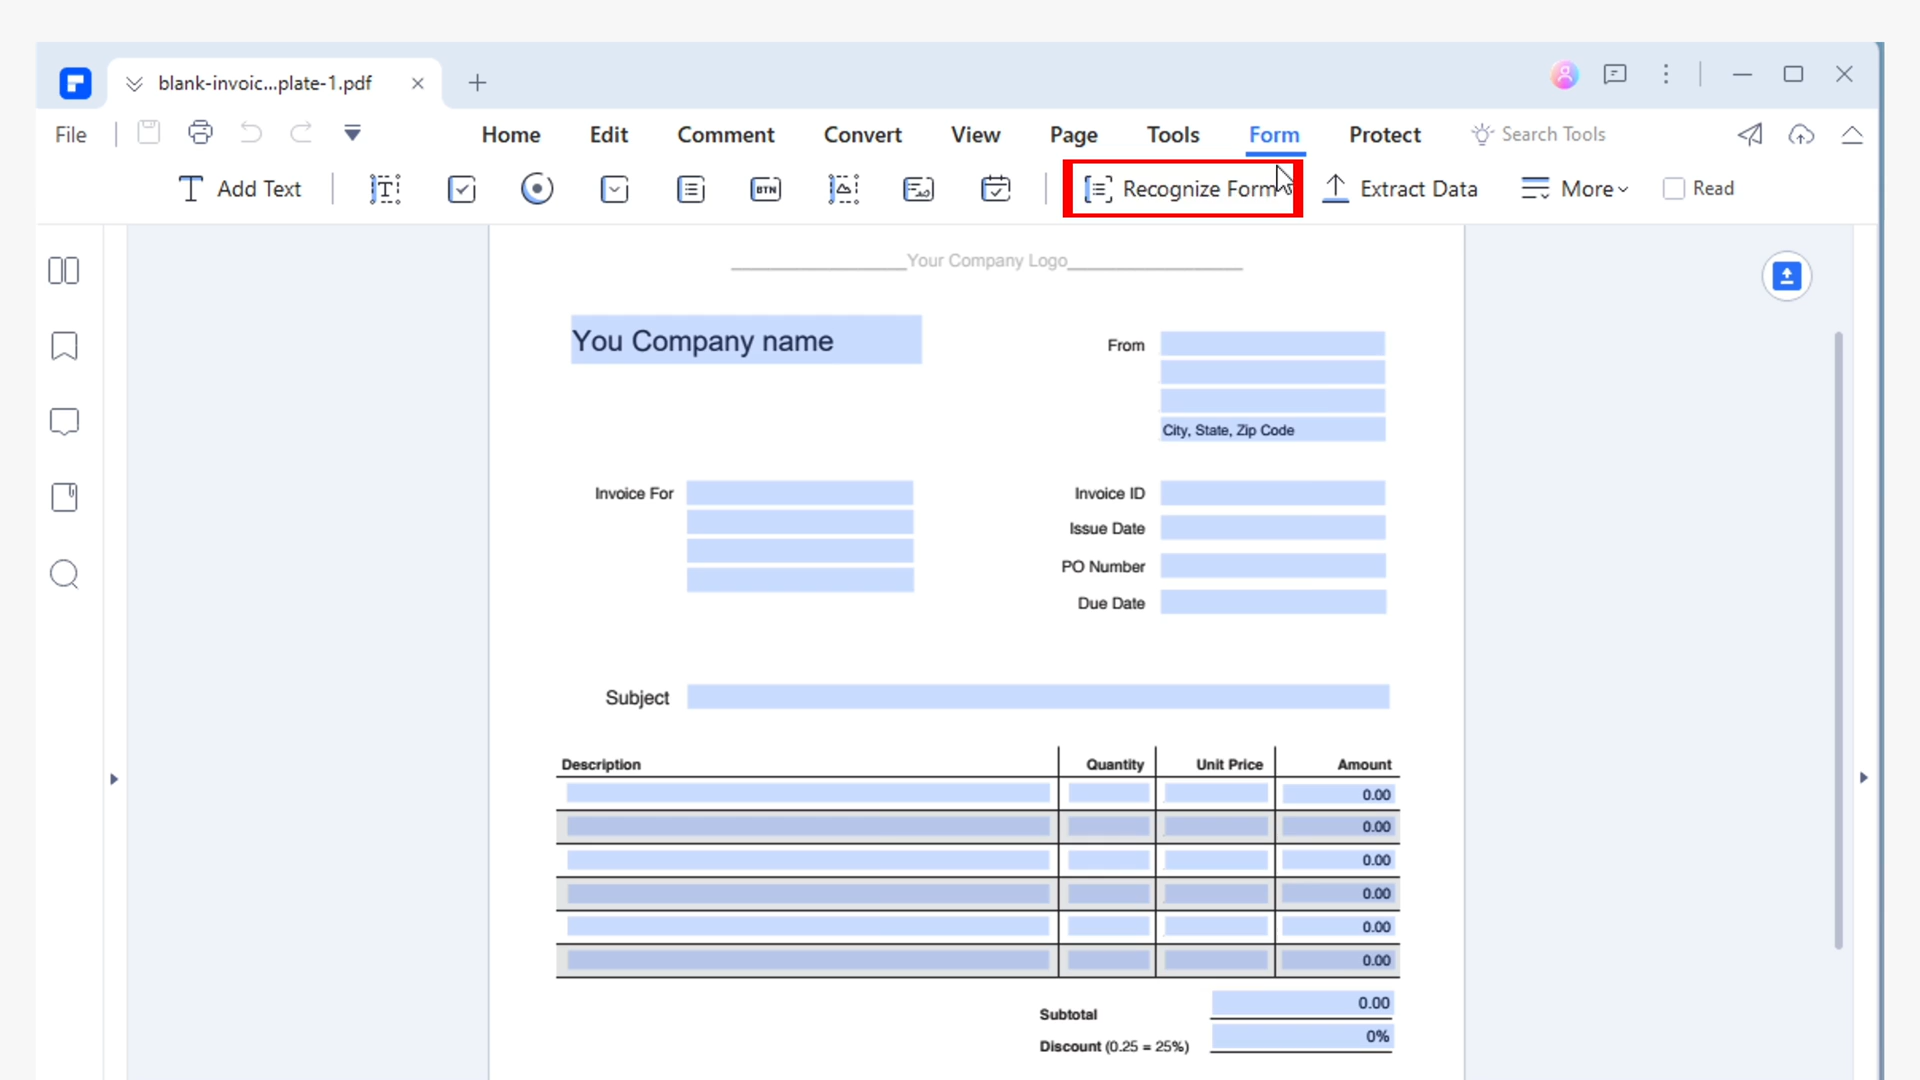 blank-invoic...plate-1.pdf
File Home Edit Comment Convert View Page Tools Form Protect Search Tools
Add Text BTN Recognize Form Extract Data More Read
____________________Your Company Logo____________________
You Company name
From
City, State, Zip Code
Invoice For
Invoice ID
Issue Date
PO Number
Due Date
Subject
Description Quantity Unit Price Amount
0.00
0.00
0.00
0.00
0.00
0.00
Subtotal 0.00
Discount (0.25 = 25%) 0%